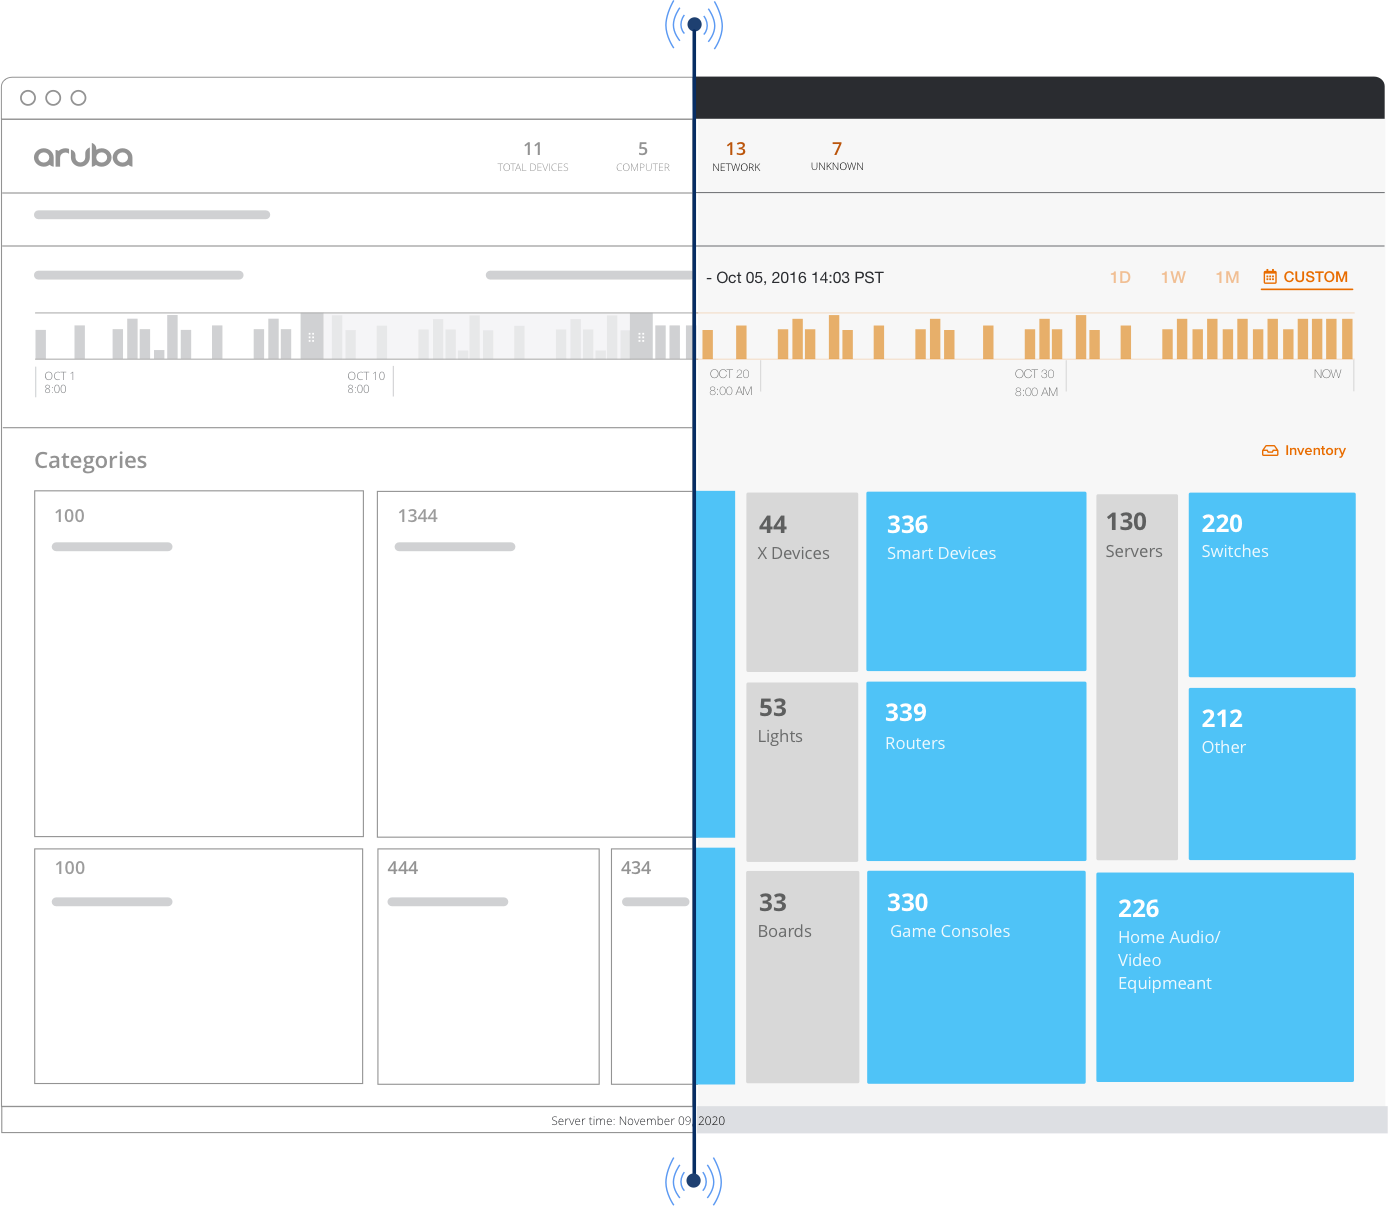 aruba
11
TOTAL DEVICES
5
COMPUTER
13
NETWORK
7
UNKNOWN
- Oct 05, 2016 14:03 PST
1D
1W
1M
CUSTOM
OCT 1
8:00
OCT 10
8:00
OCT 20
8:00 AM
OCT 30
8:00 AM
NOW
Categories
Inventory
100
1344
44
X Devices
336
Smart Devices
130
Servers
220
Switches
53
Lights
339
Routers
212
Other
100
444
434
33
Boards
330
Game Consoles
226
Home Audio/
Video
Equipmeant
Server time: November 09, 2020